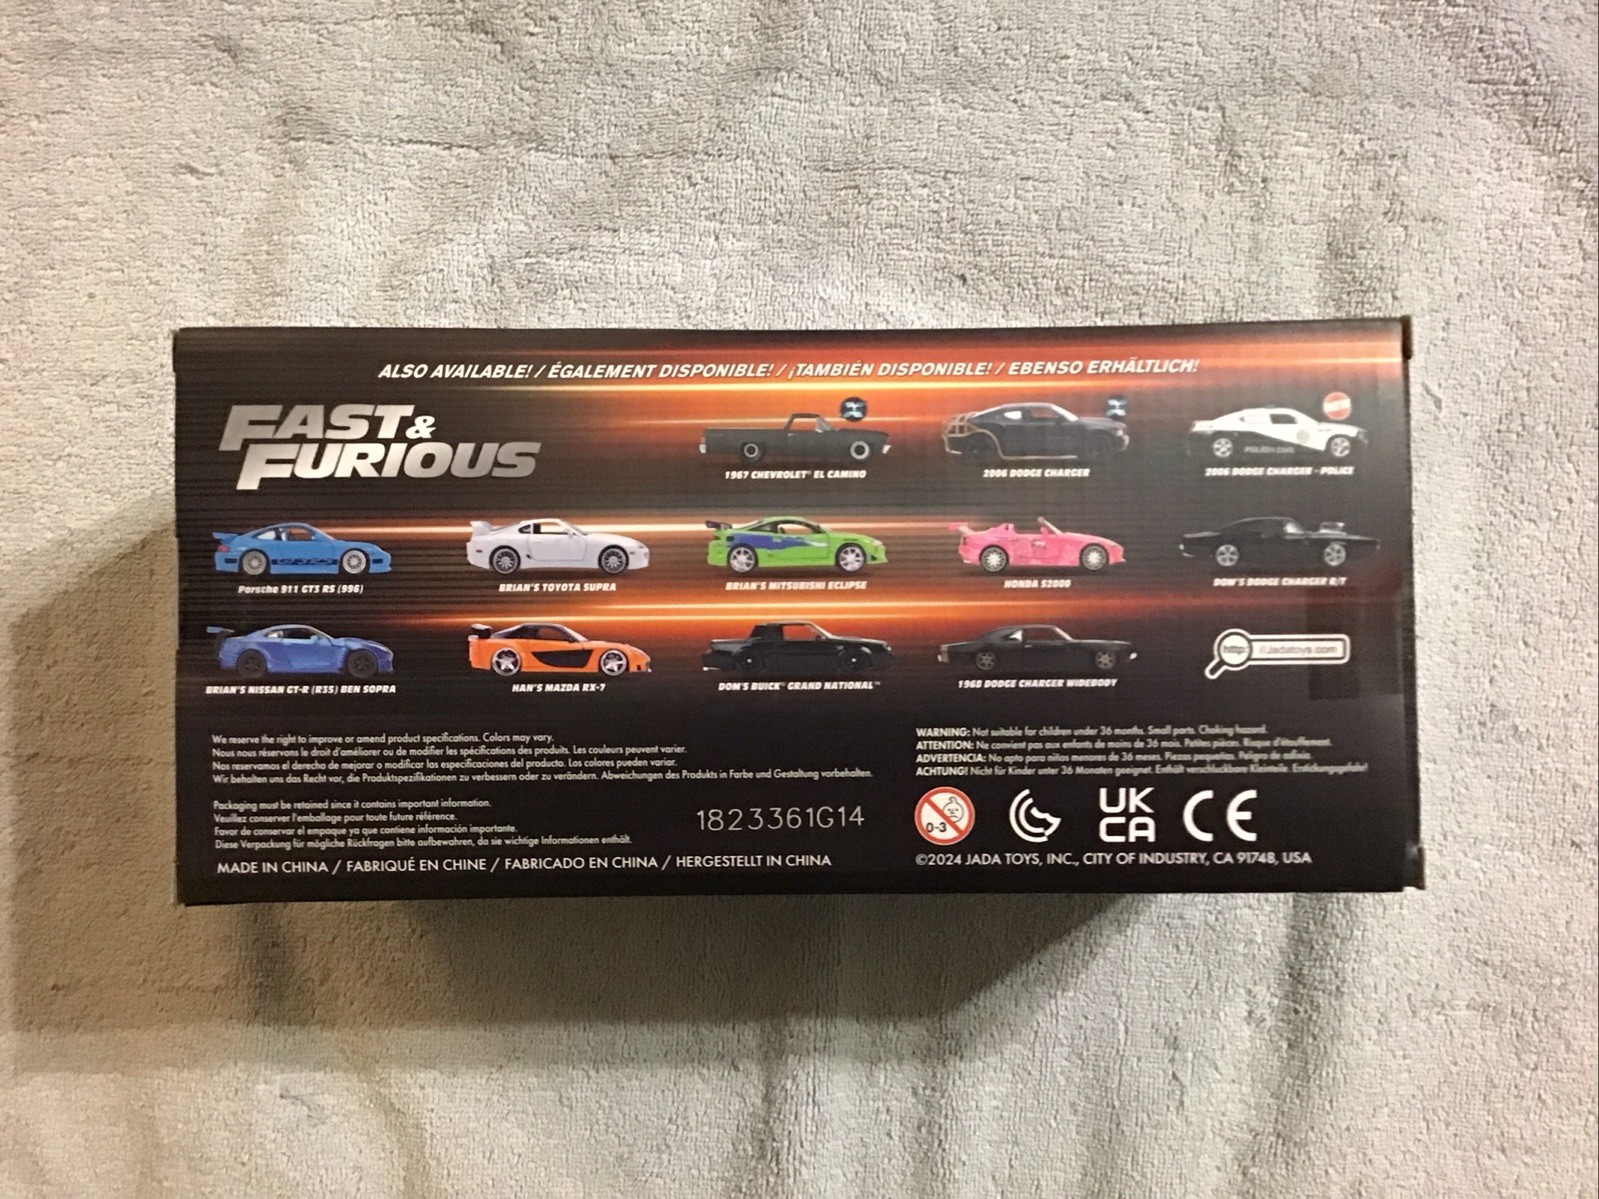 ALSO AVAILABLE! / ÉGALEMENT DISPONIBLE! / ¡TAMBIÉN DISPONIBLE! / EBENSO ERHÄLTLICH!
FAST &
FURIOUS
1967 CHEVROLET® EL CAMINO
2006 DODGE CHARGER
2006 DODGE CHARGER - POLICE
Porsche 911 GT3 RS (996)
BRIAN'S TOYOTA SUPRA
BRIAN'S MITSUBISHI ECLIPSE
HONDA S2000
DOM'S DODGE CHARGER R/T
BRIAN'S NISSAN GT-R (R35) BEN SOPRA
HAN'S MAZDA RX-7
DOM'S BUICK® GRAND NATIONAL™
1968 DODGE CHARGER WIDEBODY
http://Jadatoys.com
We reserve the right to improve or amend product specifications. Colors may vary.
Nous nous réservons le droit d'améliorer ou de modifier les spécifications des produits. Les couleurs peuvent varier.
Nos reservamos el derecho de mejorar o modificar las especificaciones del producto. Los colores pueden variar.
Wir behalten uns das Recht vor, die Produktspezifikationen zu verbessern oder zu verändern. Abweichungen des Produkts in Farbe und Gestaltung vorbehalten.
WARNING: Not suitable for children under 36 months. Small parts. Choking hazard.
ATTENTION: Ne convient pas aux enfants de moins de 36 mois. Petites pièces. Risque d'étouffement.
ADVERTENCIA: No apto para niños menores de 36 meses. Piezas pequeñas. Peligro de asfixia.
ACHTUNG! Nicht für Kinder unter 36 Monaten geeignet. Enthält verschluckbare Kleinteile. Erstickungsgefahr!
Packaging must be retained since it contains important information.
Veuillez conserver l'emballage pour toute future référence.
Favor de conservar el empaque ya que contiene información importante.
Diese Verpackung für mögliche Rückfragen bitte aufbewahren, da sie wichtige Informationen enthält.
1823361G14
0-3
UK
CA
CE
MADE IN CHINA / FABRIQUÉ EN CHINE / FABRICADO EN CHINA / HERGESTELLT IN CHINA
©2024 JADA TOYS, INC., CITY OF INDUSTRY, CA 91748, USA